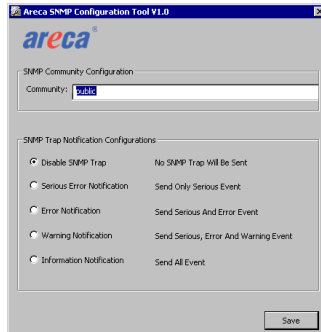 Areca SNMP Configuration Tool V1.0
areca®
SNMP Community Configuration
Community: public
SNMP Trap Notification Configurations
Disable SNMP Trap No SNMP Trap Will Be Sent
Serious Error Notification Send Only Serious Event
Error Notification Send Serious And Error Event
Warning Notification Send Serious, Error And Warning Event
Information Notification Send All Event
Save